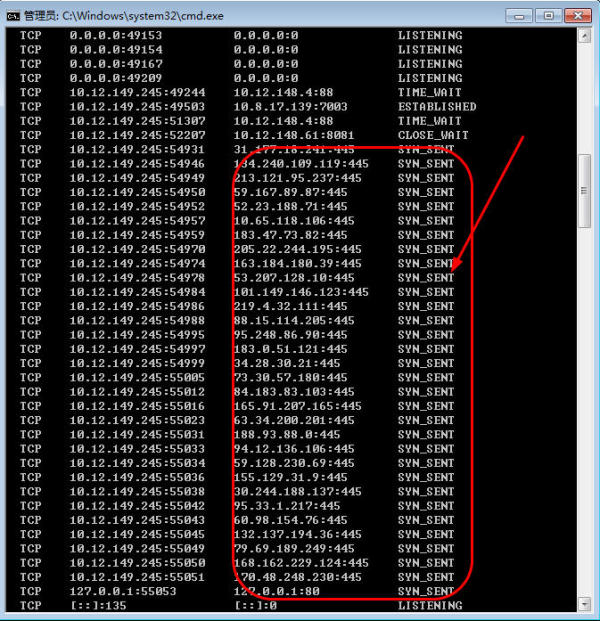 管理员: C:\Windows\system32\cmd.exe
TCP 0.0.0.0:49153 0.0.0.0:0 LISTENING
TCP 0.0.0.0:49154 0.0.0.0:0 LISTENING
TCP 0.0.0.0:49167 0.0.0.0:0 LISTENING
TCP 0.0.0.0:49209 0.0.0.0:0 LISTENING
TCP 10.12.149.245:49244 10.12.148.4:88 TIME_WAIT
TCP 10.12.149.245:49503 10.8.17.139:7003 ESTABLISHED
TCP 10.12.149.245:51307 10.12.148.4:88 TIME_WAIT
TCP 10.12.149.245:52207 10.12.148.61:8081 CLOSE_WAIT
TCP 10.12.149.245:54931 31.177.18.241:445 SYN_SENT
TCP 10.12.149.245:54946 134.240.109.119:445 SYN_SENT
TCP 10.12.149.245:54949 213.121.95.237:445 SYN_SENT
TCP 10.12.149.245:54950 59.167.89.87:445 SYN_SENT
TCP 10.12.149.245:54952 52.23.188.71:445 SYN_SENT
TCP 10.12.149.245:54957 10.65.118.106:445 SYN_SENT
TCP 10.12.149.245:54959 183.47.73.82:445 SYN_SENT
TCP 10.12.149.245:54970 205.22.244.195:445 SYN_SENT
TCP 10.12.149.245:54974 163.184.180.39:445 SYN_SENT
TCP 10.12.149.245:54978 53.207.128.10:445 SYN_SENT
TCP 10.12.149.245:54984 101.149.146.123:445 SYN_SENT
TCP 10.12.149.245:54986 219.4.32.111:445 SYN_SENT
TCP 10.12.149.245:54988 88.15.114.205:445 SYN_SENT
TCP 10.12.149.245:54995 95.248.86.90:445 SYN_SENT
TCP 10.12.149.245:54997 183.0.51.121:445 SYN_SENT
TCP 10.12.149.245:54999 34.28.30.21:445 SYN_SENT
TCP 10.12.149.245:55005 73.30.57.180:445 SYN_SENT
TCP 10.12.149.245:55012 84.183.83.103:445 SYN_SENT
TCP 10.12.149.245:55016 165.91.207.165:445 SYN_SENT
TCP 10.12.149.245:55023 63.34.200.201:445 SYN_SENT
TCP 10.12.149.245:55031 188.93.88.0:445 SYN_SENT
TCP 10.12.149.245:55033 94.12.136.106:445 SYN_SENT
TCP 10.12.149.245:55034 59.128.230.69:445 SYN_SENT
TCP 10.12.149.245:55036 155.129.31.9:445 SYN_SENT
TCP 10.12.149.245:55038 30.244.188.137:445 SYN_SENT
TCP 10.12.149.245:55042 95.33.1.217:445 SYN_SENT
TCP 10.12.149.245:55043 60.98.154.76:445 SYN_SENT
TCP 10.12.149.245:55045 132.137.194.36:445 SYN_SENT
TCP 10.12.149.245:55049 79.69.189.249:445 SYN_SENT
TCP 10.12.149.245:55050 168.162.229.124:445 SYN_SENT
TCP 10.12.149.245:55051 170.48.248.230:445 SYN_SENT
TCP 127.0.0.1:55053 127.0.0.1:80 SYN_SENT
TCP [::]:135 [::]:0 LISTENING